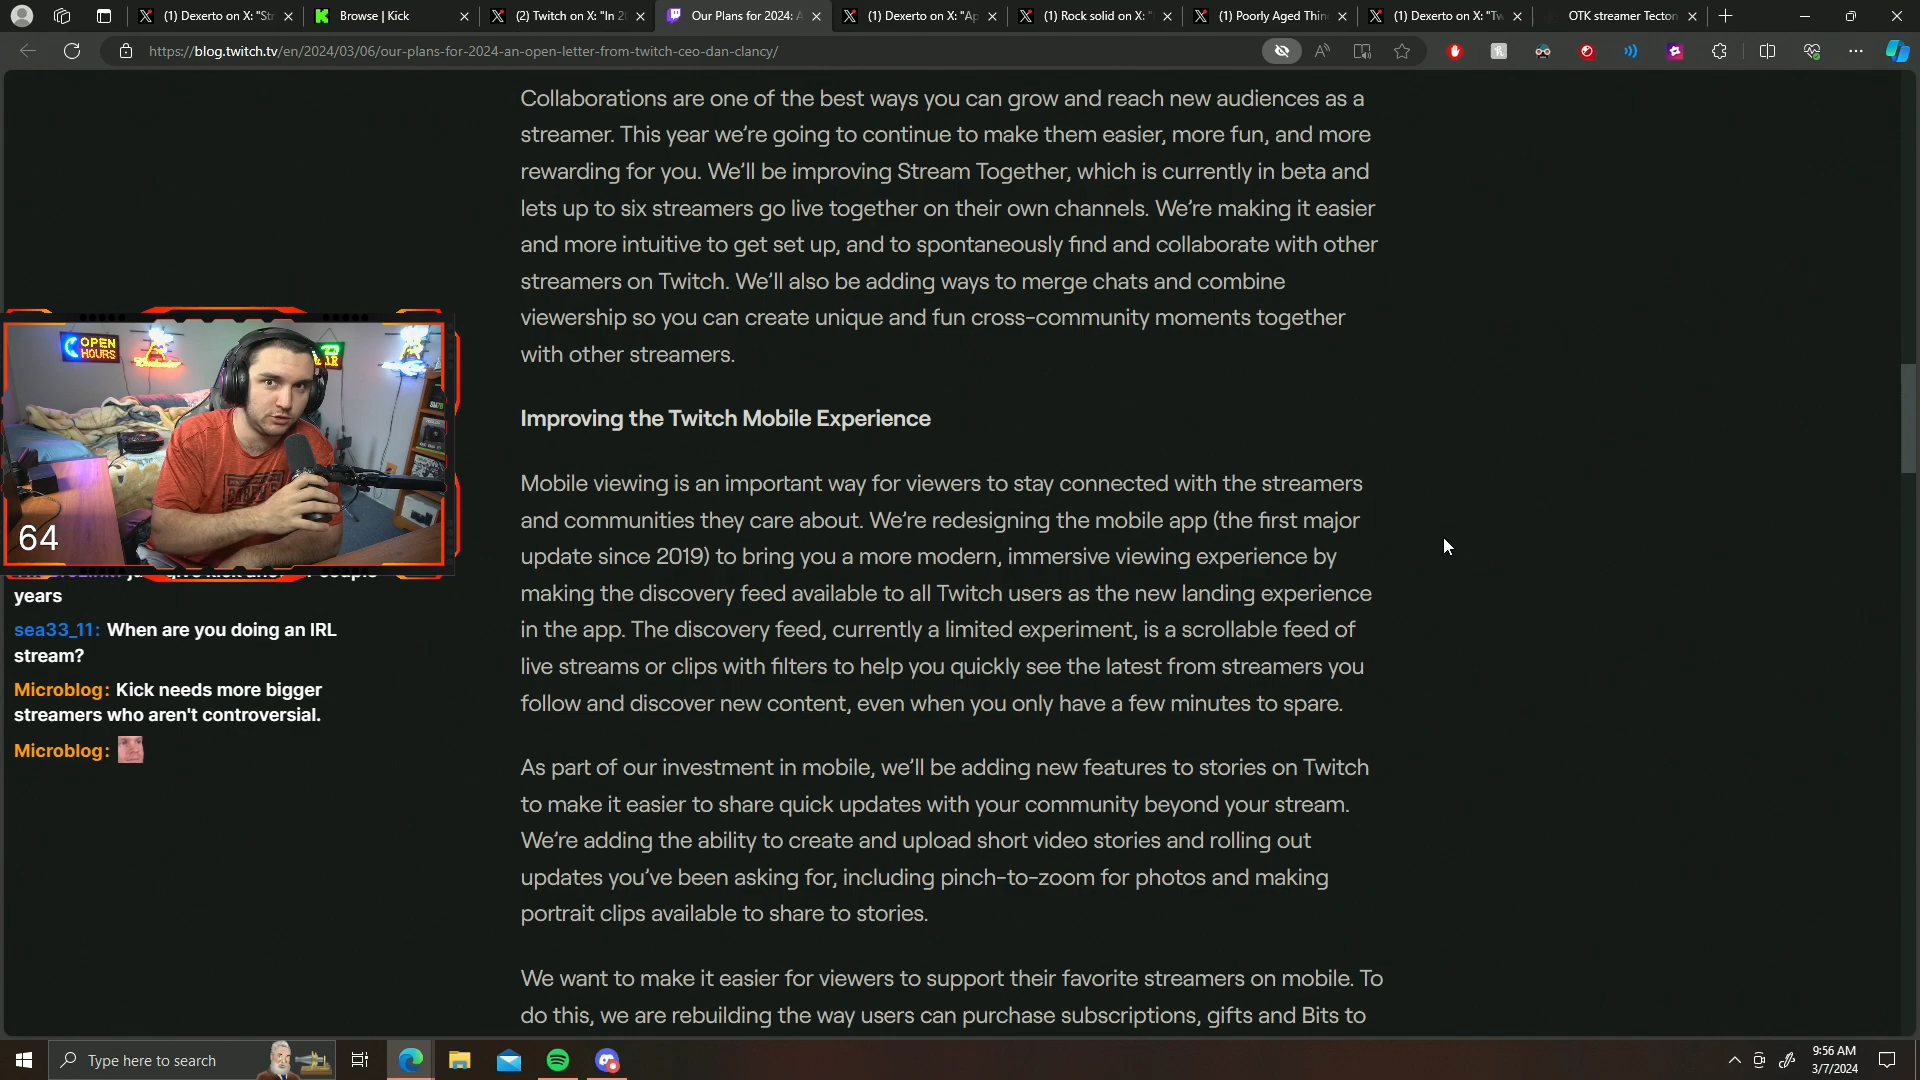 (1) Dexerto on X: "St
Browse | Kick
(2) Twitch on X: "In 2
Our Plans for 2024: A
(1) Dexerto on X: "Ap
(1) Rock solid on X: "
(1) Poorly Aged Thin
(1) Dexerto on X: "Tw
OTK streamer Tecton
https://blog.twitch.tv/en/2024/03/06/our-plans-for-2024-an-open-letter-from-twitch-ceo-dan-clancy/
Collaborations are one of the best ways you can grow and reach new audiences as a
streamer. This year we’re going to continue to make them easier, more fun, and more
rewarding for you. We’ll be improving Stream Together, which is currently in beta and
lets up to six streamers go live together on their own channels. We’re making it easier
and more intuitive to get set up, and to spontaneously find and collaborate with other
streamers on Twitch. We’ll also be adding ways to merge chats and combine
viewership so you can create unique and fun cross-community moments together
with other streamers.
Improving the Twitch Mobile Experience
Mobile viewing is an important way for viewers to stay connected with the streamers
and communities they care about. We’re redesigning the mobile app (the first major
update since 2019) to bring you a more modern, immersive viewing experience by
making the discovery feed available to all Twitch users as the new landing experience
in the app. The discovery feed, currently a limited experiment, is a scrollable feed of
live streams or clips with filters to help you quickly see the latest from streamers you
follow and discover new content, even when you only have a few minutes to spare.
As part of our investment in mobile, we’ll be adding new features to stories on Twitch
to make it easier to share quick updates with your community beyond your stream.
We’re adding the ability to create and upload short video stories and rolling out
updates you’ve been asking for, including pinch-to-zoom for photos and making
portrait clips available to share to stories.
We want to make it easier for viewers to support their favorite streamers on mobile. To
do this, we are rebuilding the way users can purchase subscriptions, gifts and Bits to
OPEN
HOURS
64
years
sea33_11: When are you doing an IRL
stream?
Microblog: Kick needs more bigger
streamers who aren't controversial.
Microblog:
Type here to search
9:56 AM
3/7/2024